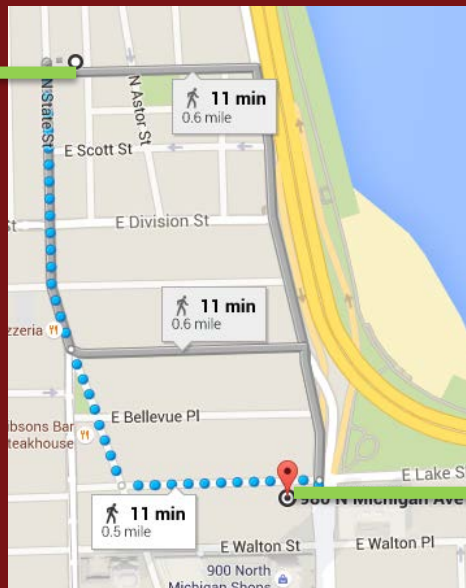 N State St
N Astor St
11 min
0.6 mile
E Scott St
E Division St
11 min
0.6 mile
zzeria
E Bellevue Pl
ibsons Bar
teakhouse
E Lake S
980 N Michigan Ave
11 min
0.5 mile
E Walton St
E Walton Pl
900 North
Michigan Shops